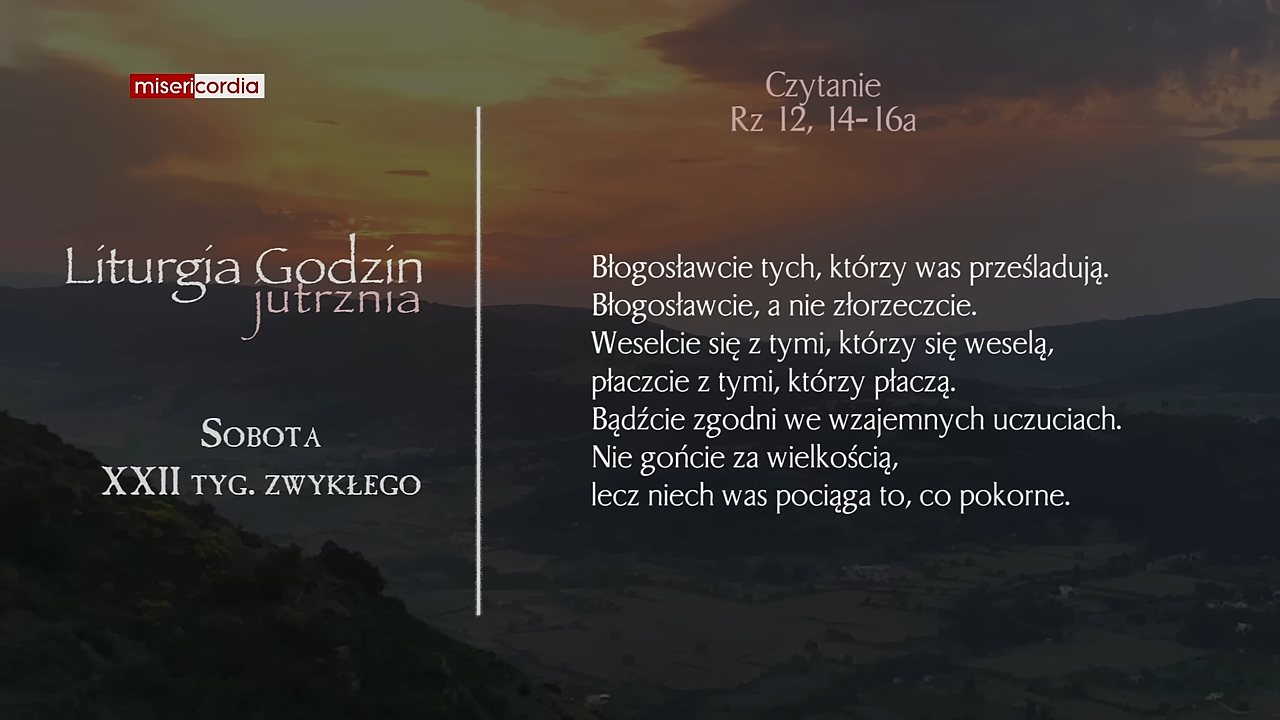 misericordia
Liturgia Godzin
jutrznia
Sobota
XXII tyg. zwykłego
Czytanie
Rz 12, 14-16a
Błogosławcie tych, którzy was prześladują.
Błogosławcie, a nie złorzeczcie.
Weselcie się z tymi, którzy się weselą,
płaczcie z tymi, którzy płaczą.
Bądźcie zgodni we wzajemnych uczuciach.
Nie gońcie za wielkością,
lecz niech was pociąga to, co pokorne.